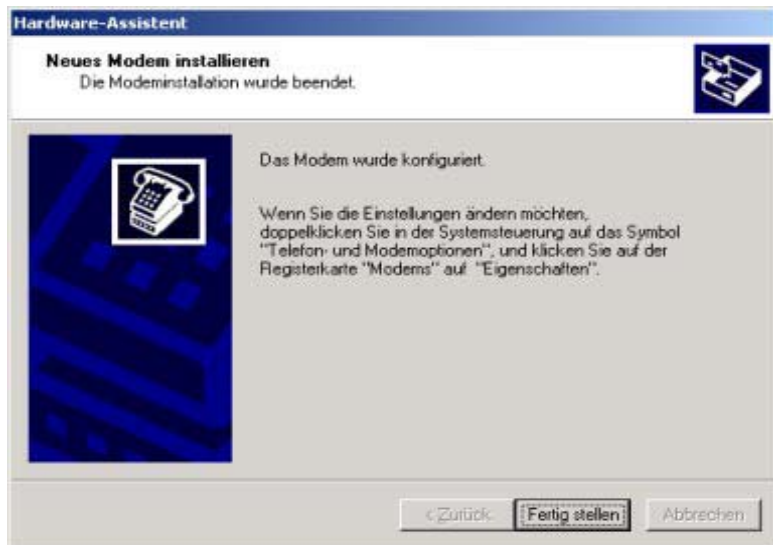 Hardware-Assistent
Neues Modem installieren
Die Modeminstallation wurde beendet.
Das Modem wurde konfiguriert.
Wenn Sie die Einstellungen ändern möchten,
doppelklicken Sie in der Systemsteuerung auf das Symbol
"Telefon- und Modemoptionen", und klicken Sie auf der
Registerkarte "Modems" auf "Eigenschaften".
< Zurück
Fertig stellen
Abbrechen